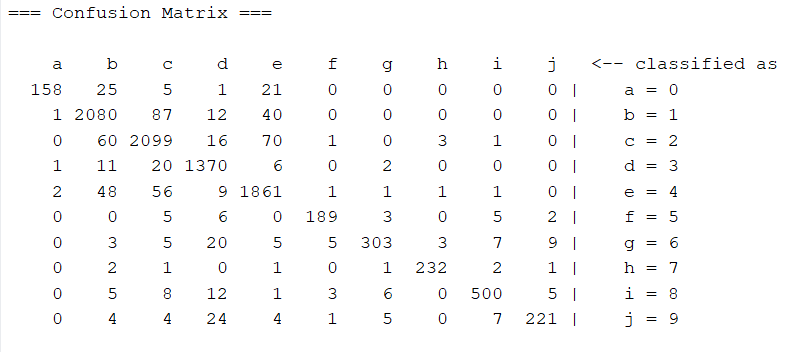 === Confusion Matrix ===
a b c d e f g h i j <-- classified as
158 25 5 1 21 0 0 0 0 0 | a = 0
1 2080 87 12 40 0 0 0 0 0 | b = 1
0 60 2099 16 70 1 0 3 1 0 | c = 2
1 11 20 1370 6 0 2 0 0 0 | d = 3
2 48 56 9 1861 1 1 1 1 0 | e = 4
0 0 5 6 0 189 3 0 5 2 | f = 5
0 3 5 20 5 5 303 3 7 9 | g = 6
0 2 1 0 1 0 1 232 2 1 | h = 7
0 5 8 12 1 3 6 0 500 5 | i = 8
0 4 4 24 4 1 5 0 7 221 | j = 9